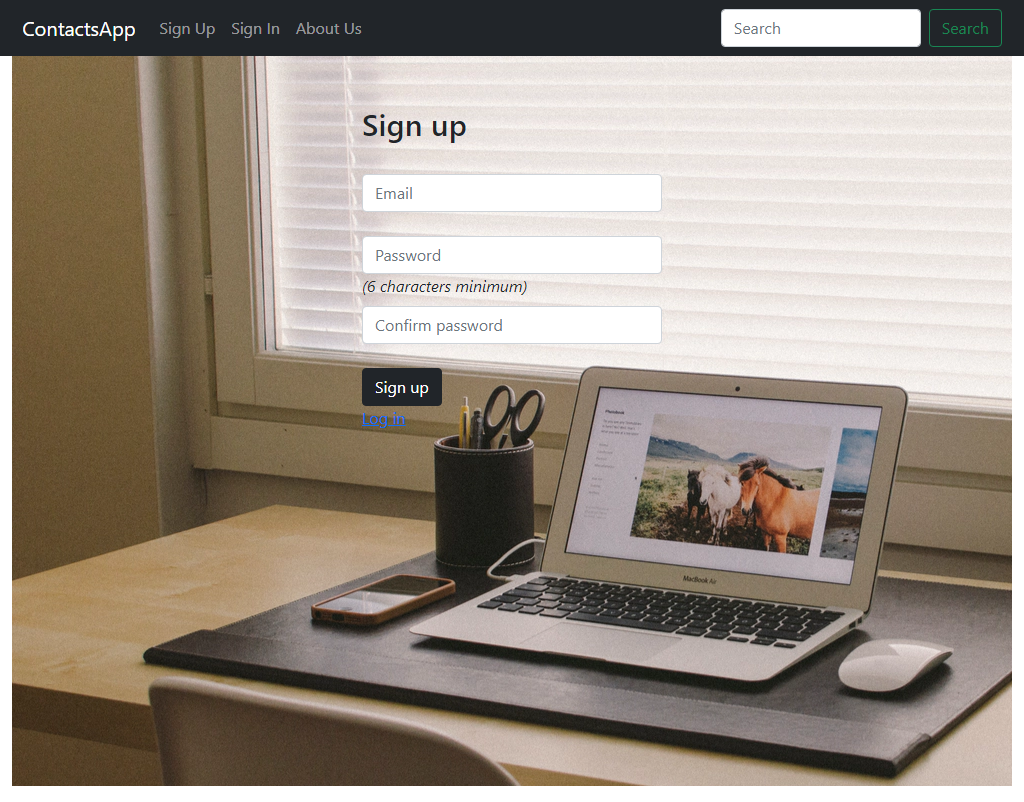 ContactsApp Sign Up Sign In About Us Search Search
Sign up
Email
Password
(6 characters minimum)
Confirm password
Sign up
Log in
MacBook Air